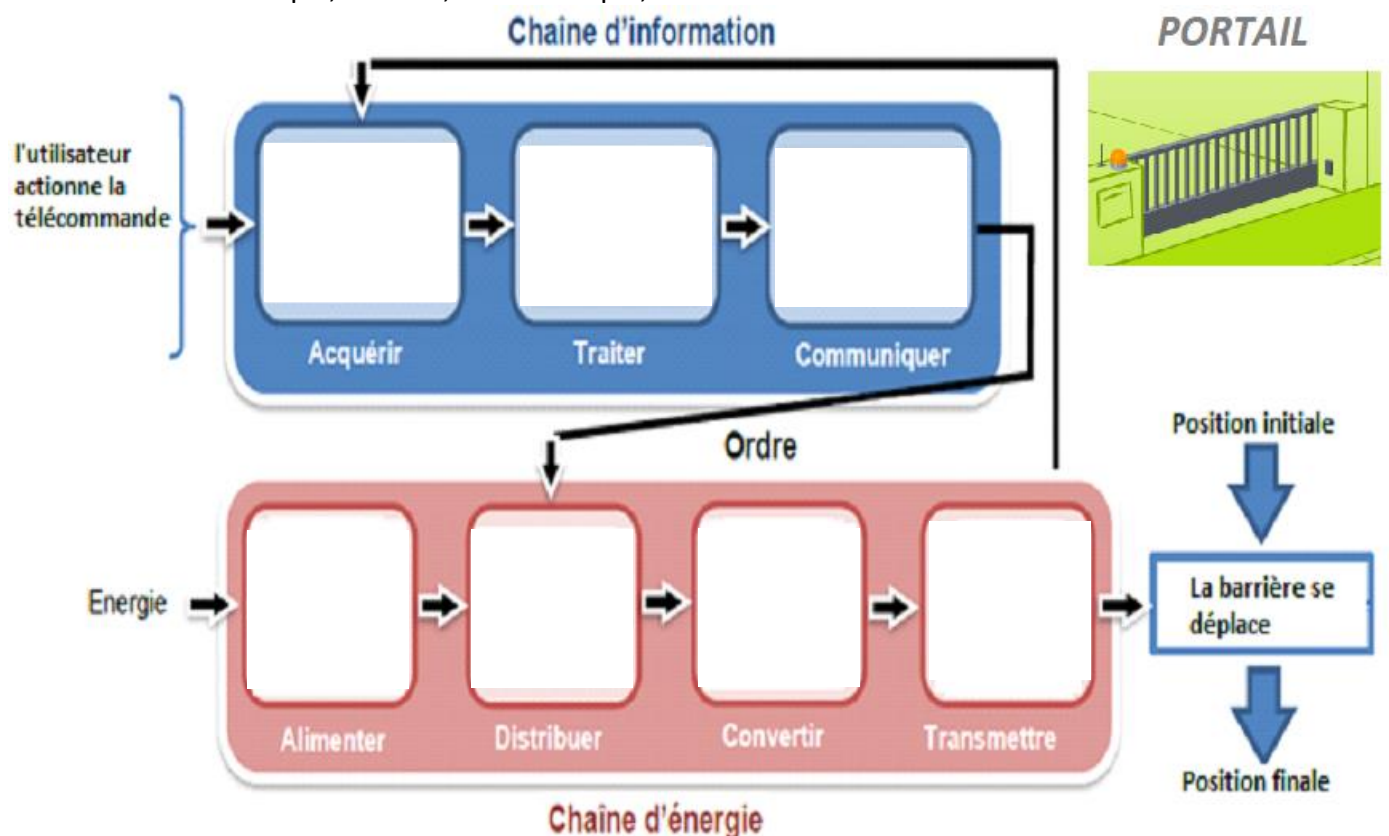 Chaine d'information
PORTAIL
l'utilisateur
actionne la
télécommande
Acquérir
Traiter
Communiquer
Ordre
Position initiale
Energie
La barrière se
déplace
Alimenter
Distribuer
Convertir
Transmettre
Position finale
Chaîne d'énergie